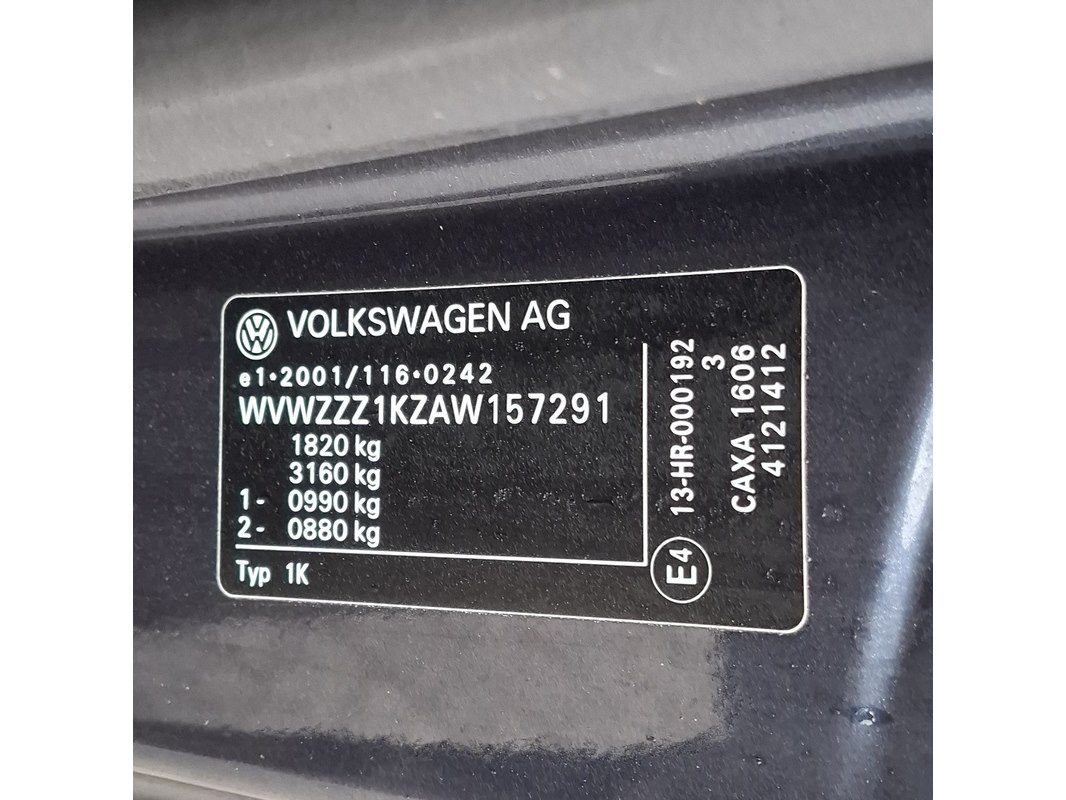 VOLKSWAGEN AG
e1•2001/116•0242
WVWZZZ1KZAW157291
1820 kg
3160 kg
1- 0990 kg
2- 0880 kg
Typ 1K
E4 13-HR-000192
3
CAXA 1606
4121412